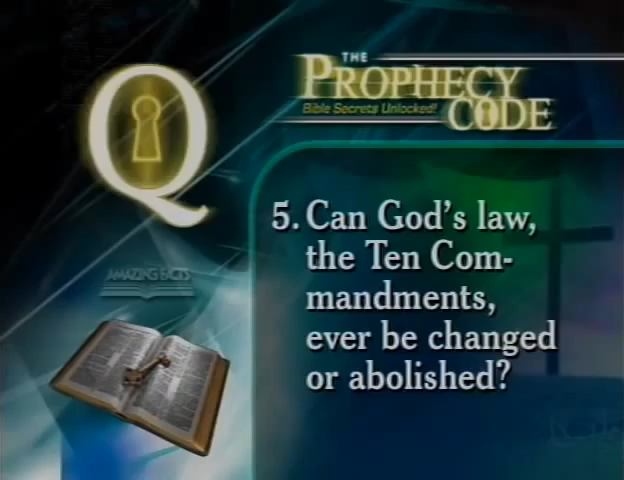 Q
THE
PROPHECY
Bible Secrets Unlocked!
CODE
AMAZING FACTS
5. Can God's law,
the Ten Com-
mandments,
ever be changed
or abolished?